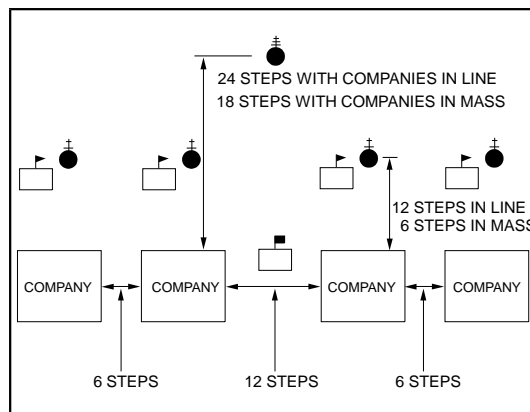 24 STEPS WITH COMPANIES IN LINE
18 STEPS WITH COMPANIES IN MASS
12 STEPS IN LINE
6 STEPS IN MASS
COMPANY
COMPANY
COMPANY
COMPANY
6 STEPS
12 STEPS
6 STEPS